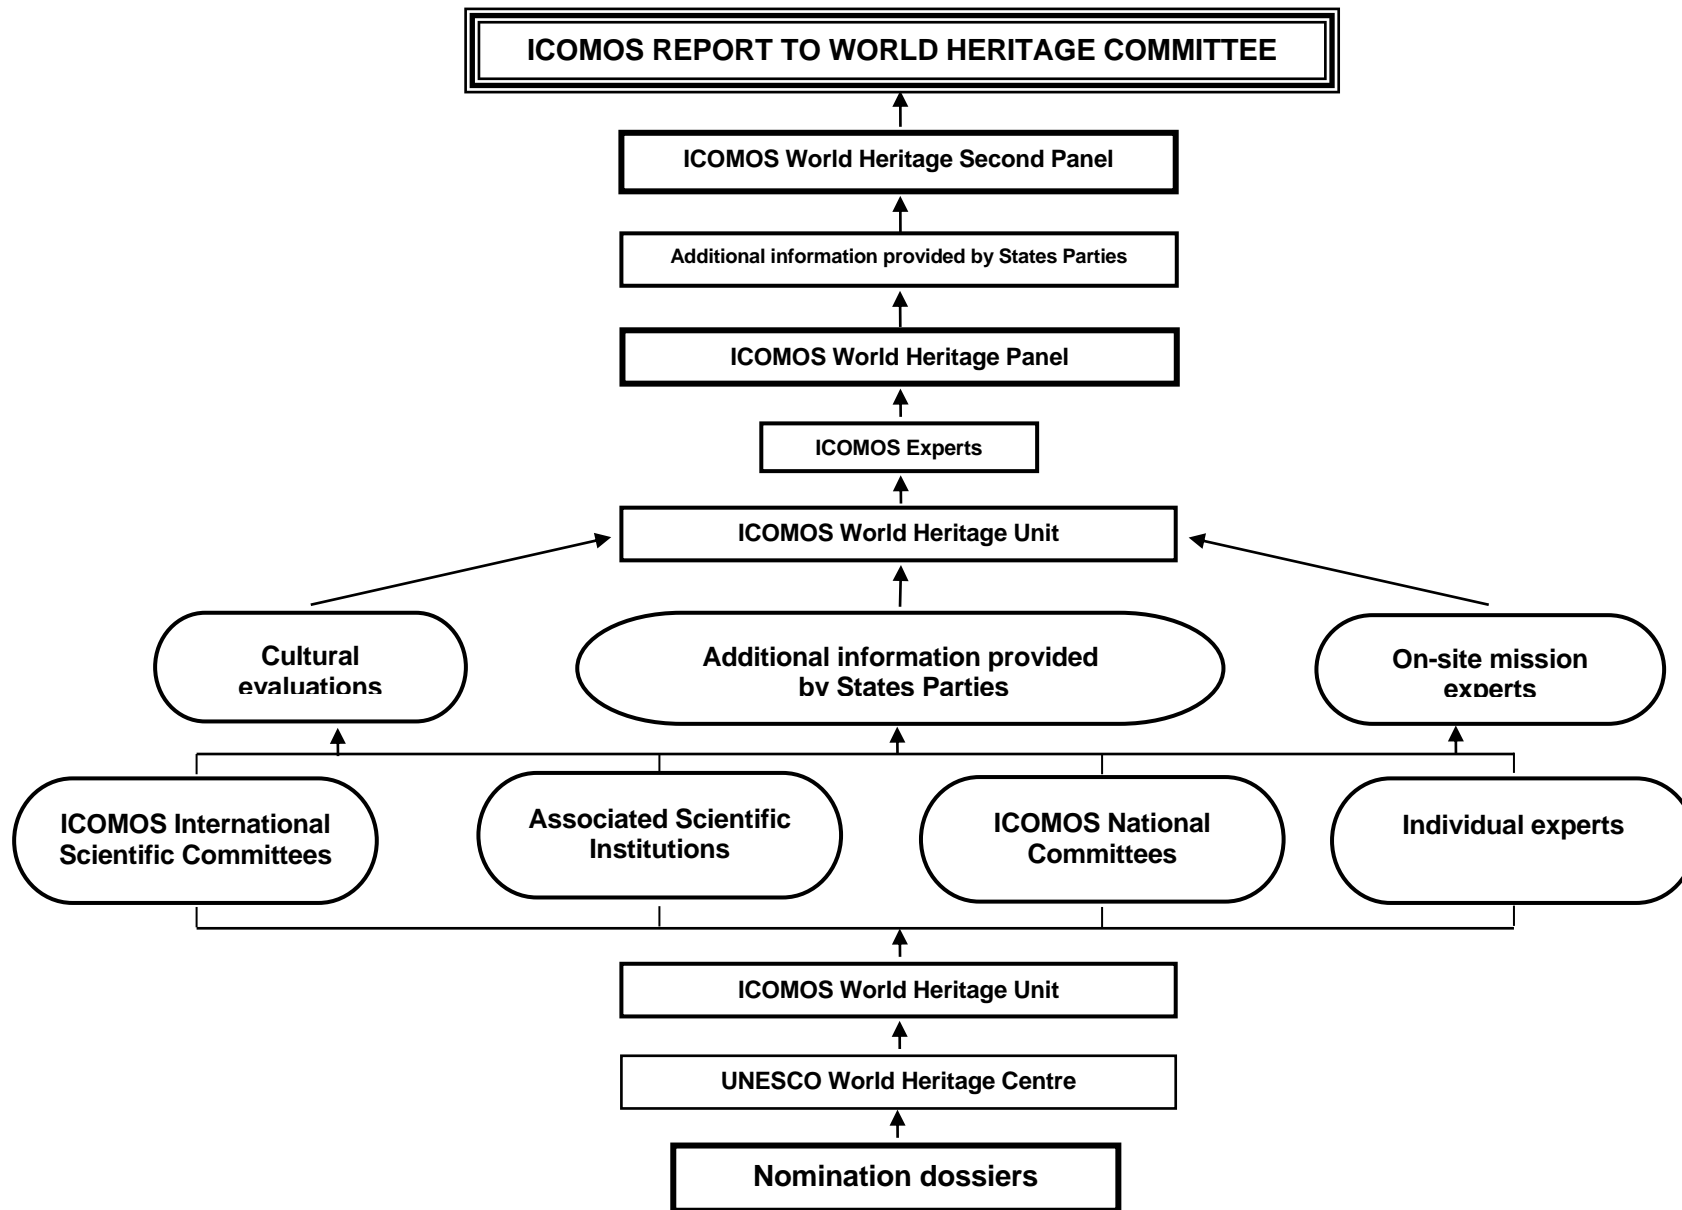 ICOMOS REPORT TO WORLD HERITAGE COMMITTEE
ICOMOS World Heritage Second Panel
Additional information provided by States Parties
ICOMOS World Heritage Panel
ICOMOS Experts
ICOMOS World Heritage Unit
Cultural
evaluations
Additional information provided
by States Parties
On-site mission
experts
ICOMOS International
Scientific Committees
Associated Scientific
Institutions
ICOMOS National
Committees
Individual experts
ICOMOS World Heritage Unit
UNESCO World Heritage Centre
Nomination dossiers